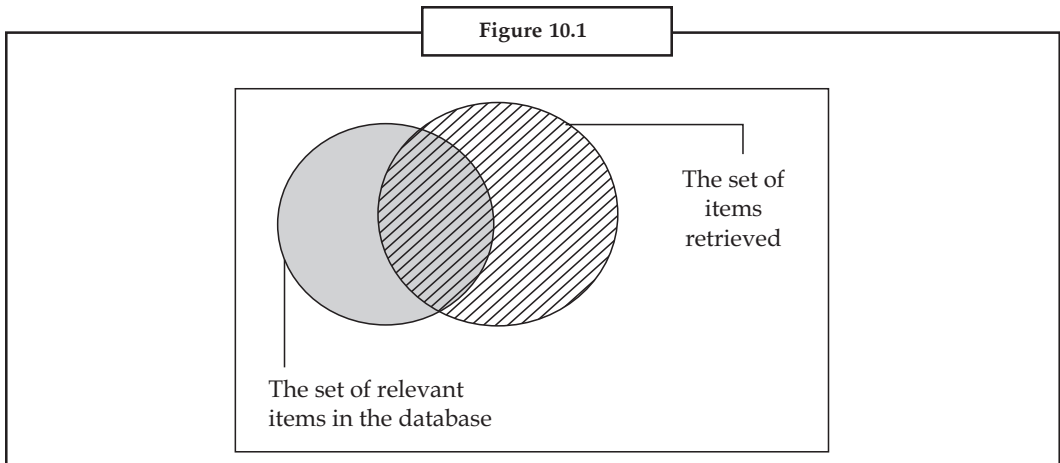 Figure 10.1
The set of
items
retrieved
The set of relevant
items in the database